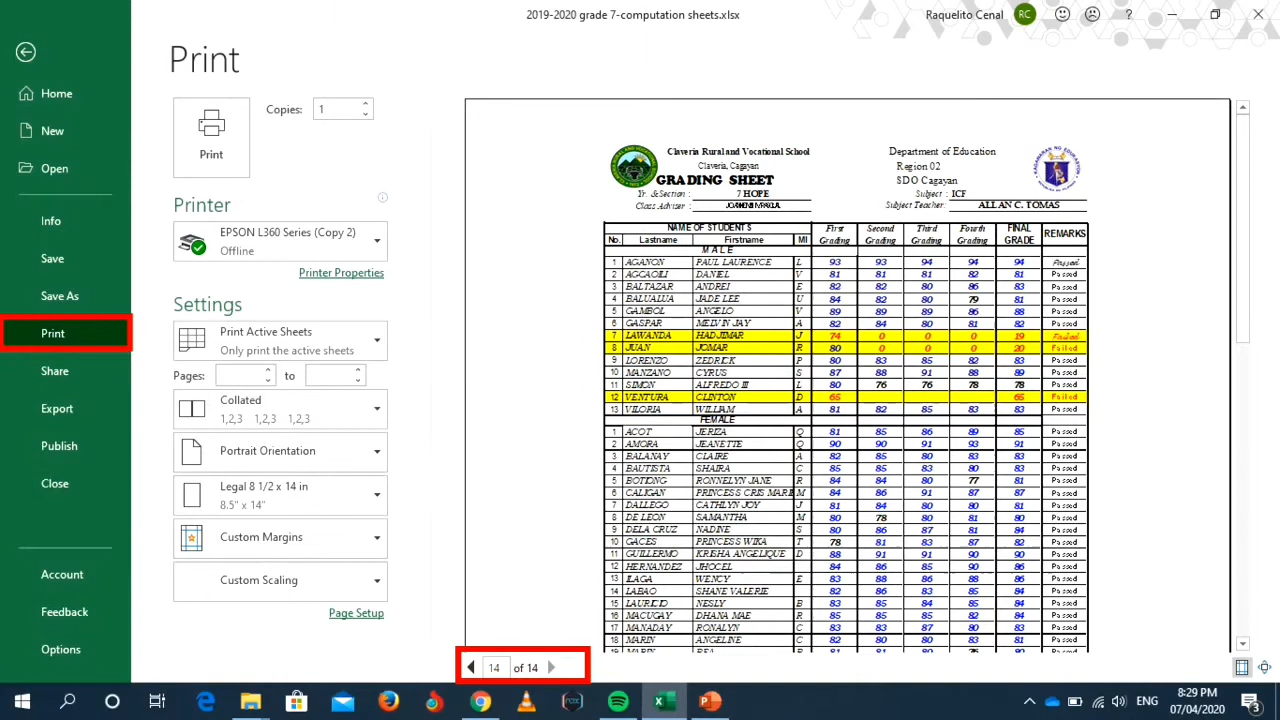 2019-2020 grade 7-computation sheets.xlsx
Raquelito Cenal RC ?
Print
Home
New
Open
Info
Save
Save As
Print
Share
Export
Publish
Close
Account
Feedback
Options
Print
Copies: 1
Printer
EPSON L360 Series (Copy 2)
Offline
Printer Properties
Settings
Print Active Sheets
Only print the active sheets
Pages: to
Collated
1,2,3 1,2,3 1,2,3
Portrait Orientation
Legal 8 1/2 x 14 in
8.5" x 14"
Custom Margins
Custom Scaling
Page Setup
Claveria Rural and Vocational School
Claveria, Cagayan
GRADING SHEET
Yr. & Section : 7 HOPE
Class Adviser :
Department of Education
Region 02
SDO Cagayan
Subject : ICF
Subject Teacher: ALLAN C. TOMAS
NAME OF STUDENTS First Second Third Fourth FINAL REMARKS
No. Lastname Firstname MI Grading Grading Grading Grading GRADE
MALE
1 AGANON PAUL LAURENCE L 93 93 94 94 94 Passed
2 AGCAOILI DANIEL V 81 81 81 82 81 Passed
3 BALTAZAR ANDREI E 82 82 80 86 83 Passed
4 BALUALUA JADE LEE U 84 82 80 79 81 Passed
5 GAMBOL ANGELO V 89 89 89 86 88 Passed
6 GASPAR MELVIN JAY A 82 84 80 81 82 Passed
7 LAWANDA HADJIMAR J 74 0 0 0 19 Failed
8 JUAN JOMAR R 80 0 0 0 20 Failed
9 LORENZO ZEDRICK P 80 83 85 82 83 Passed
10 MANZANO CYRUS S 87 88 91 88 89 Passed
11 SIMON ALFREDO III L 80 76 76 78 78 Passed
12 VENTURA CLINTON D 65 65 Failed
13 VILORIA WILLIAM A 81 82 85 83 83 Passed
FEMALE
1 ACOT JERIZA Q 81 85 86 89 85 Passed
2 AMORA JEANETTE Q 90 90 91 93 91 Passed
3 BALANAY CLAIRE A 82 85 80 83 83 Passed
4 BAUTISTA SHAIRA C 85 85 83 80 83 Passed
5 BOTIONG RONNELYN JANE R 84 84 80 77 81 Passed
6 CALIGAN PRINCESS CRIS MARIE M 84 86 91 87 87 Passed
7 DALLEGO CATHLYN JOY J 81 84 80 80 81 Passed
8 DE LEON SAMANTHA M 80 78 80 81 80 Passed
9 DELA CRUZ NADINE S 80 86 87 81 84 Passed
10 GACES PRINCESS WIKA T 78 81 83 87 82 Passed
11 GUILLERMO KRISHA ANGELIQUE D 88 91 91 90 90 Passed
12 HERNANDEZ JHOCEL 84 86 85 90 86 Passed
13 ILAGA WENCY E 83 88 86 88 86 Passed
14 LABAO SHANE VALERIE 82 86 83 85 84 Passed
15 LAURICIO NESLY B 83 85 84 85 84 Passed
16 MACUGAY DHANA MAE R 85 85 85 82 84 Passed
17 MANADAY RONALYN C 83 83 87 80 83 Passed
18 MARIN ANGELINE C 82 80 80 83 81 Passed
14 of 14
ENG
8:29 PM
07/04/2020
3